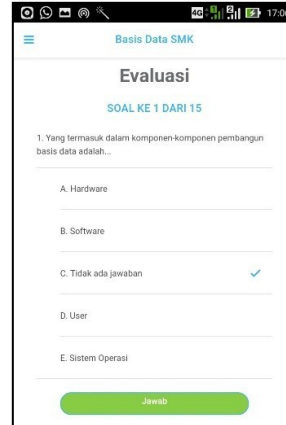 4G 17:00
Basis Data SMK
Evaluasi
SOAL KE 1 DARI 15
1. Yang termasuk dalam komponen-komponen pembangun
basis data adalah...
A. Hardware
B. Software
C. Tidak ada jawaban
D. User
E. Sistem Operasi
Jawab